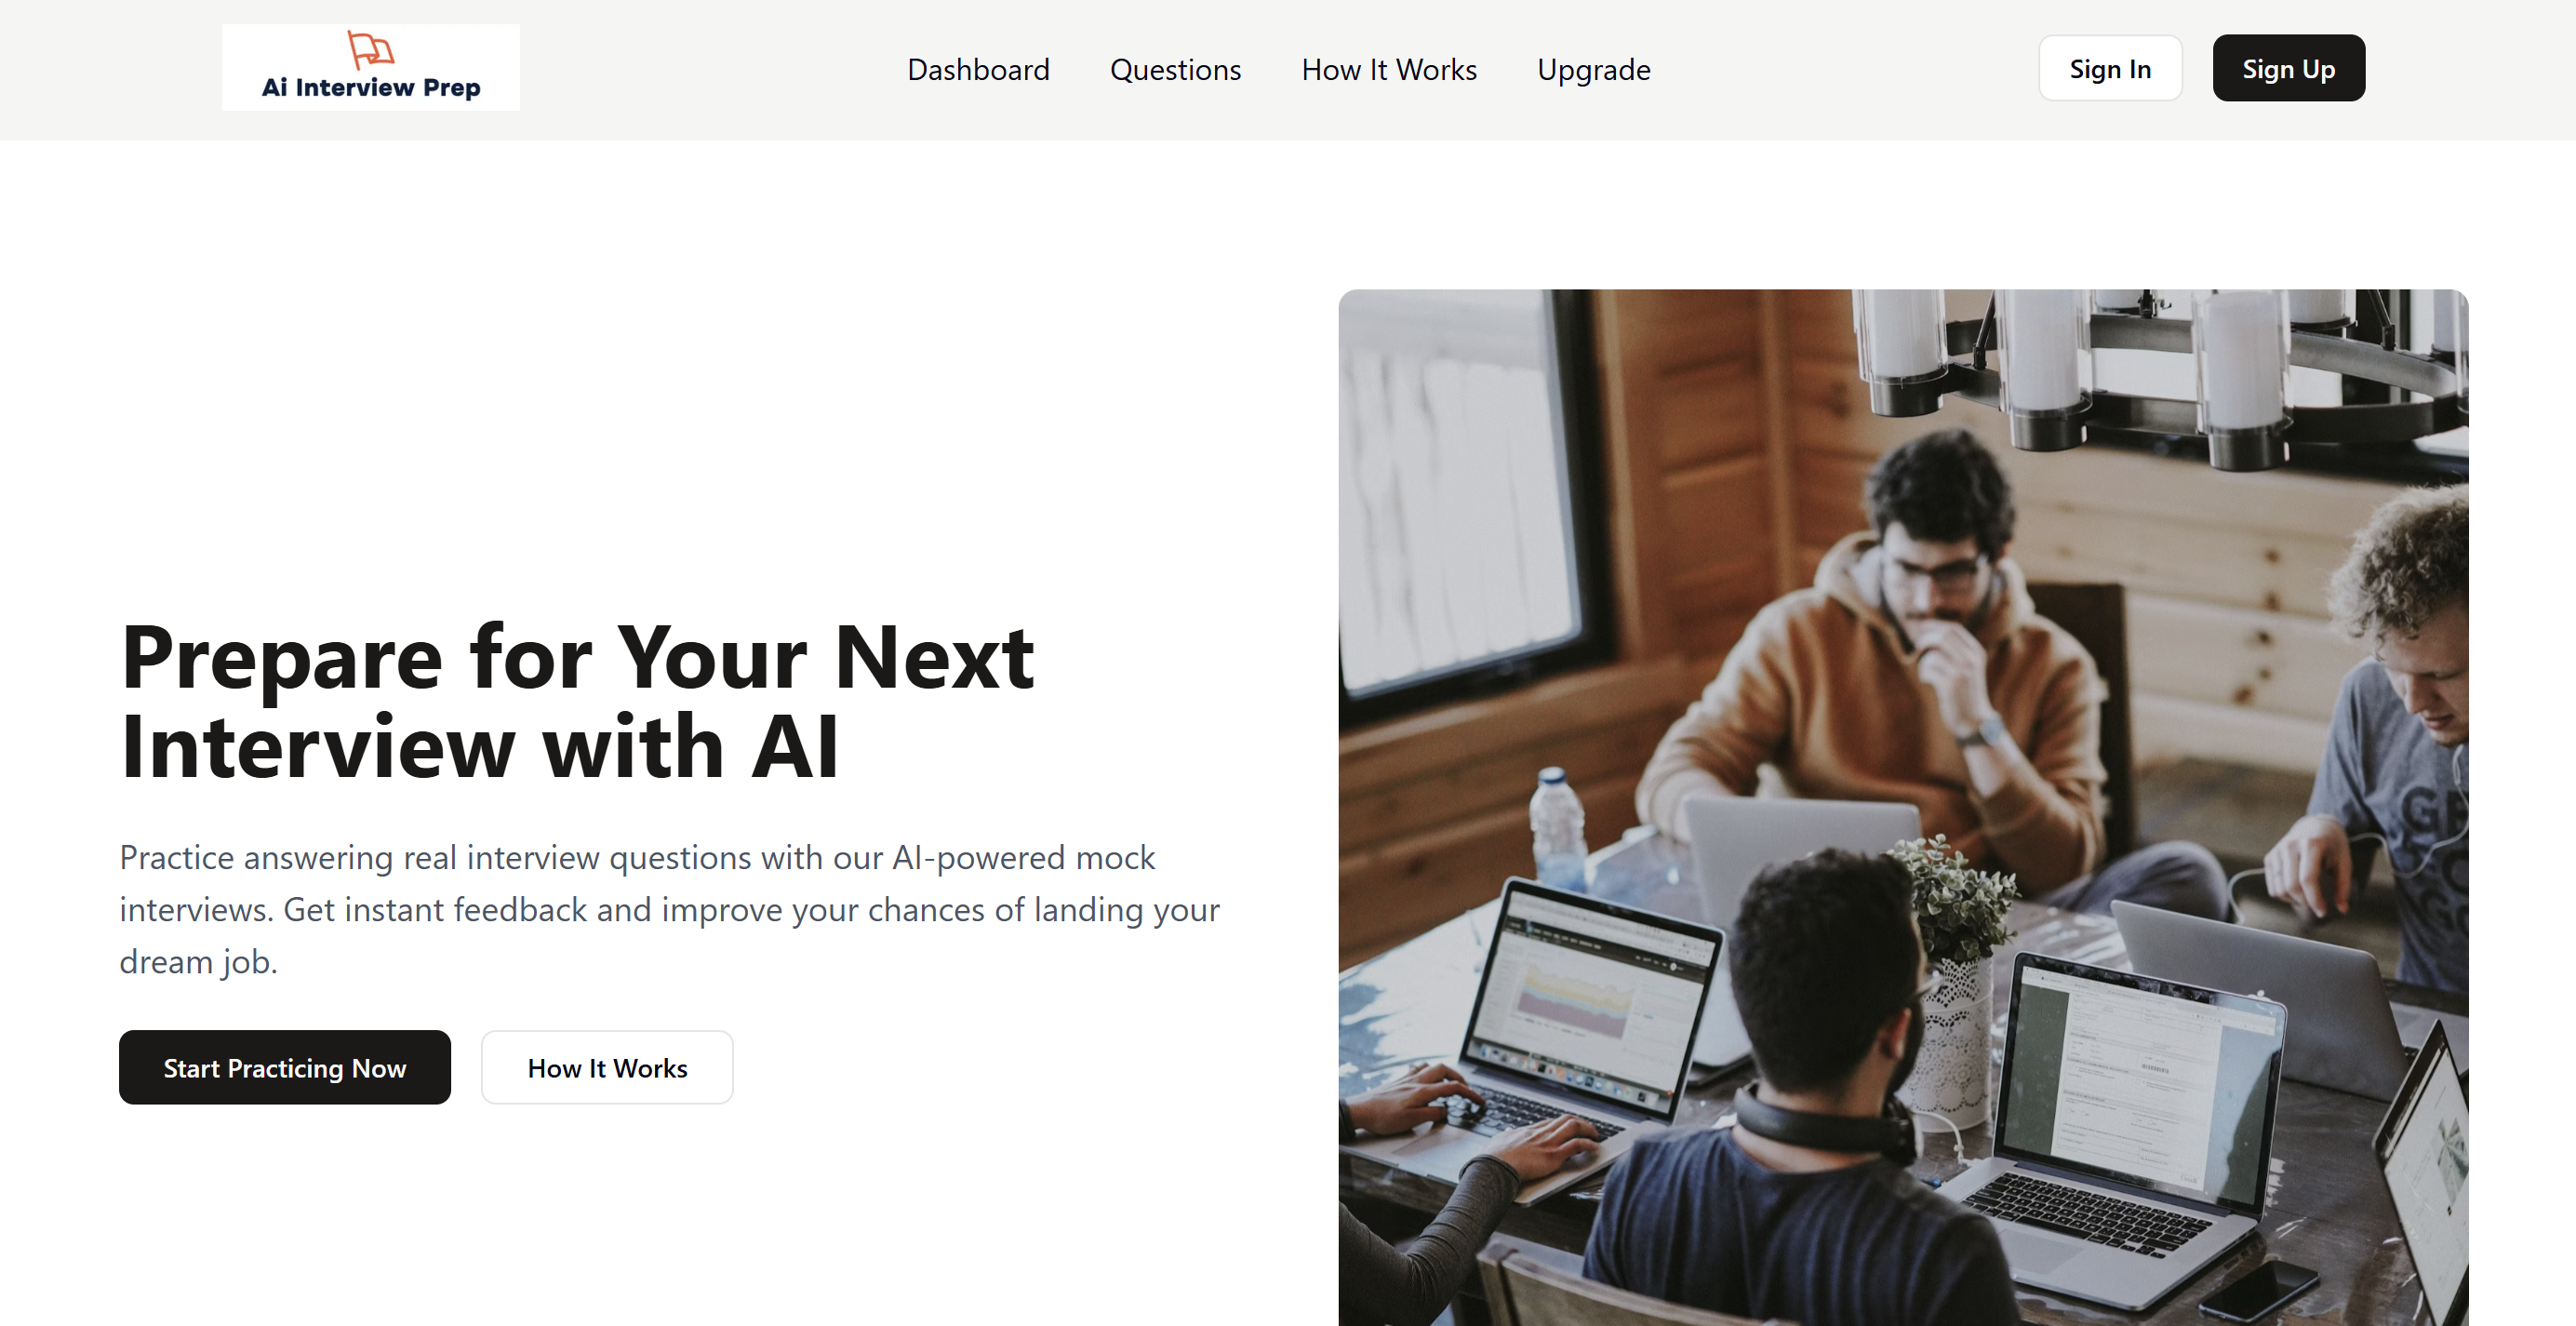 Ai Interview Prep
Dashboard
Questions
How It Works
Upgrade
Sign In
Sign Up
Prepare for Your Next
Interview with AI
Practice answering real interview questions with our AI-powered mock
interviews. Get instant feedback and improve your chances of landing your
dream job.
Start Practicing Now
How It Works